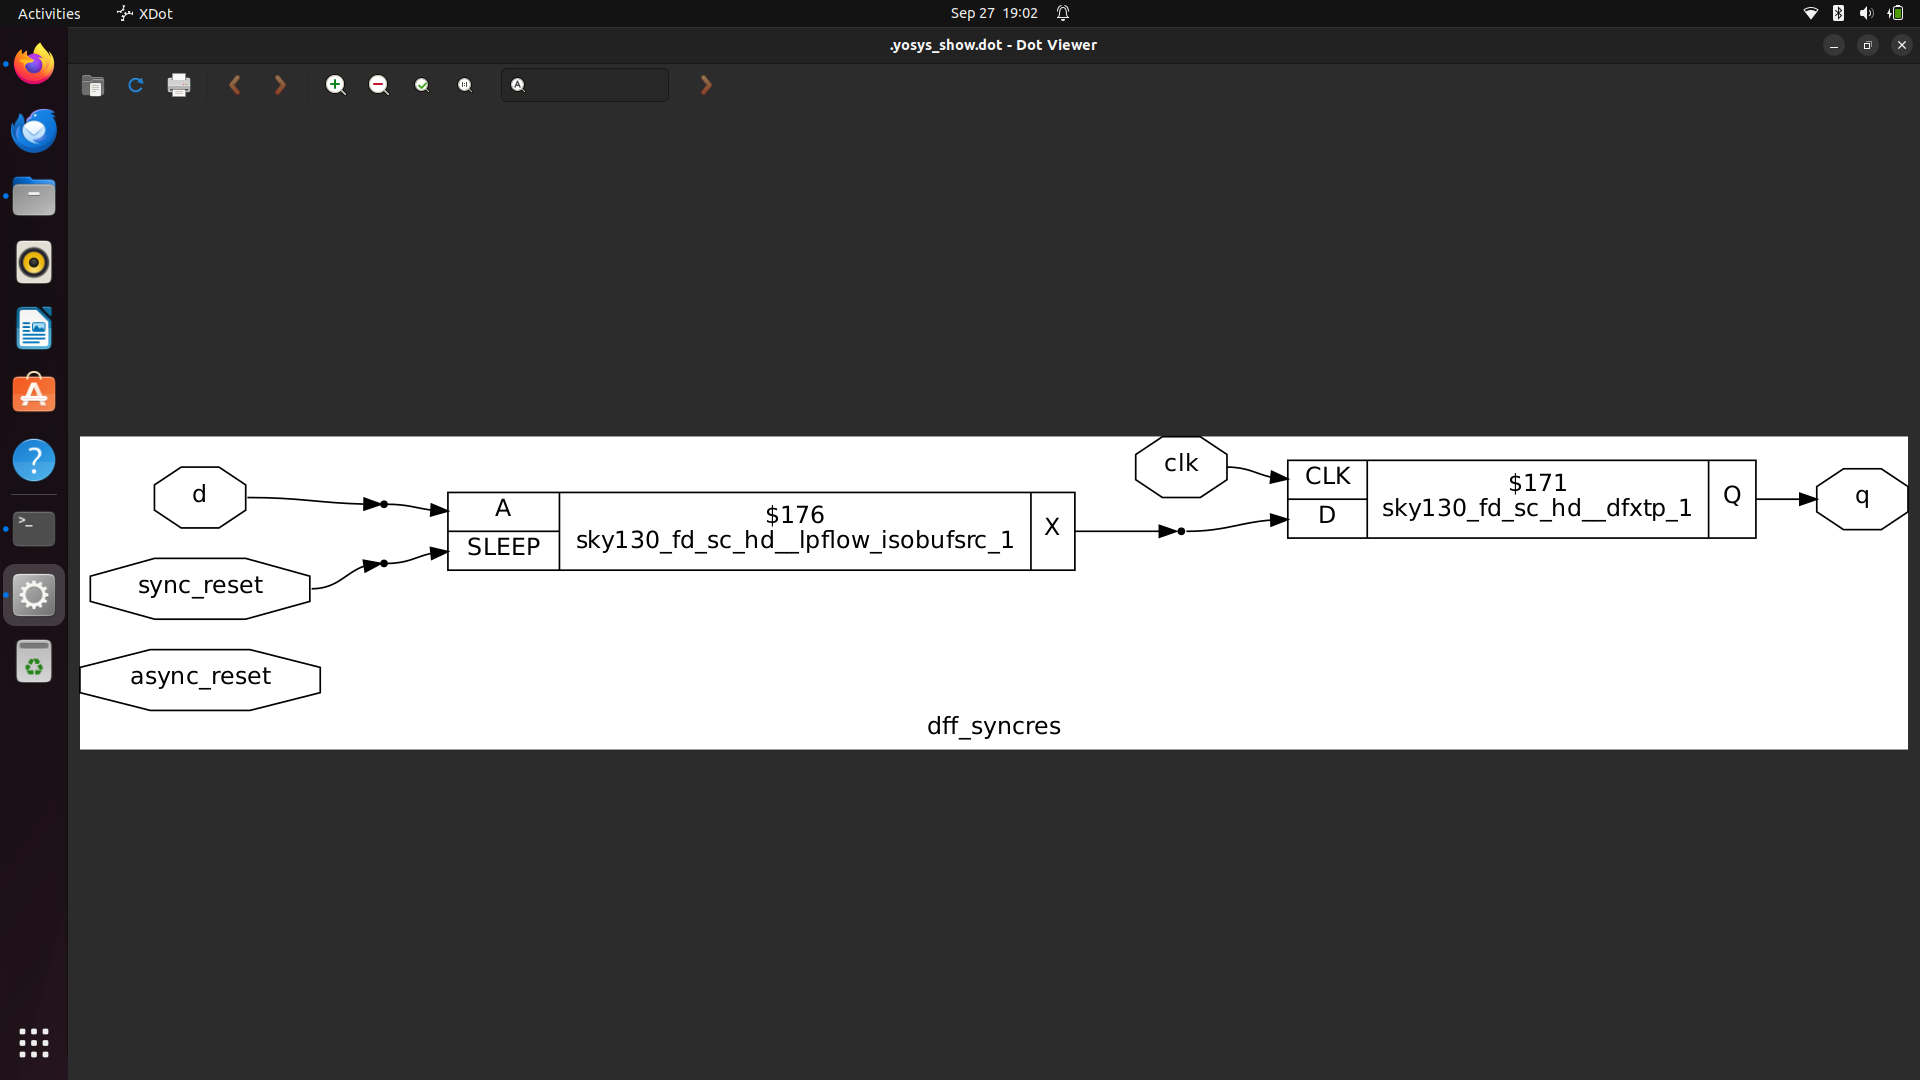 Activities
XDot
Sep 27 19:02
.yosys_show.dot - Dot Viewer
d
sync_reset
async_reset
A
SLEEP
$176
sky130_fd_sc_hd__lpflow_isobufsrc_1
X
clk
CLK
D
$171
sky130_fd_sc_hd__dfxtp_1
Q
q
dff_syncres